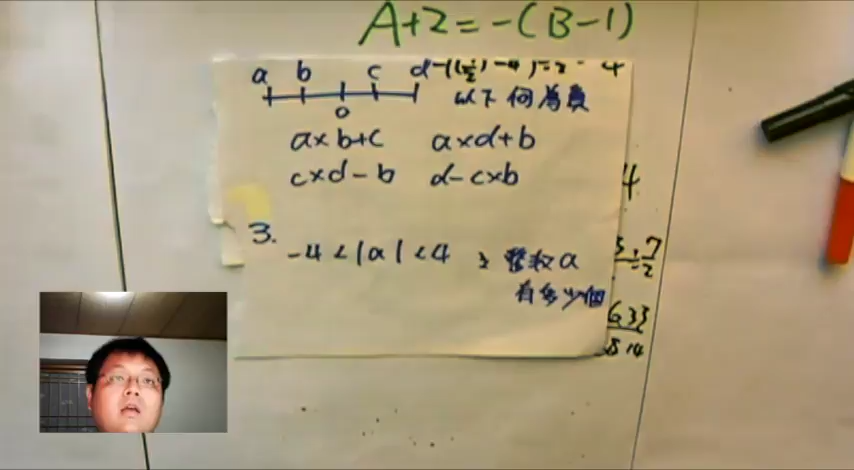 A+2=-(B-1)
a b c d
0
以下何為負
a×b+c a×d+b
c×d-b d-c×b
3.
-4<|a|<4 之整數a
有多少個
4